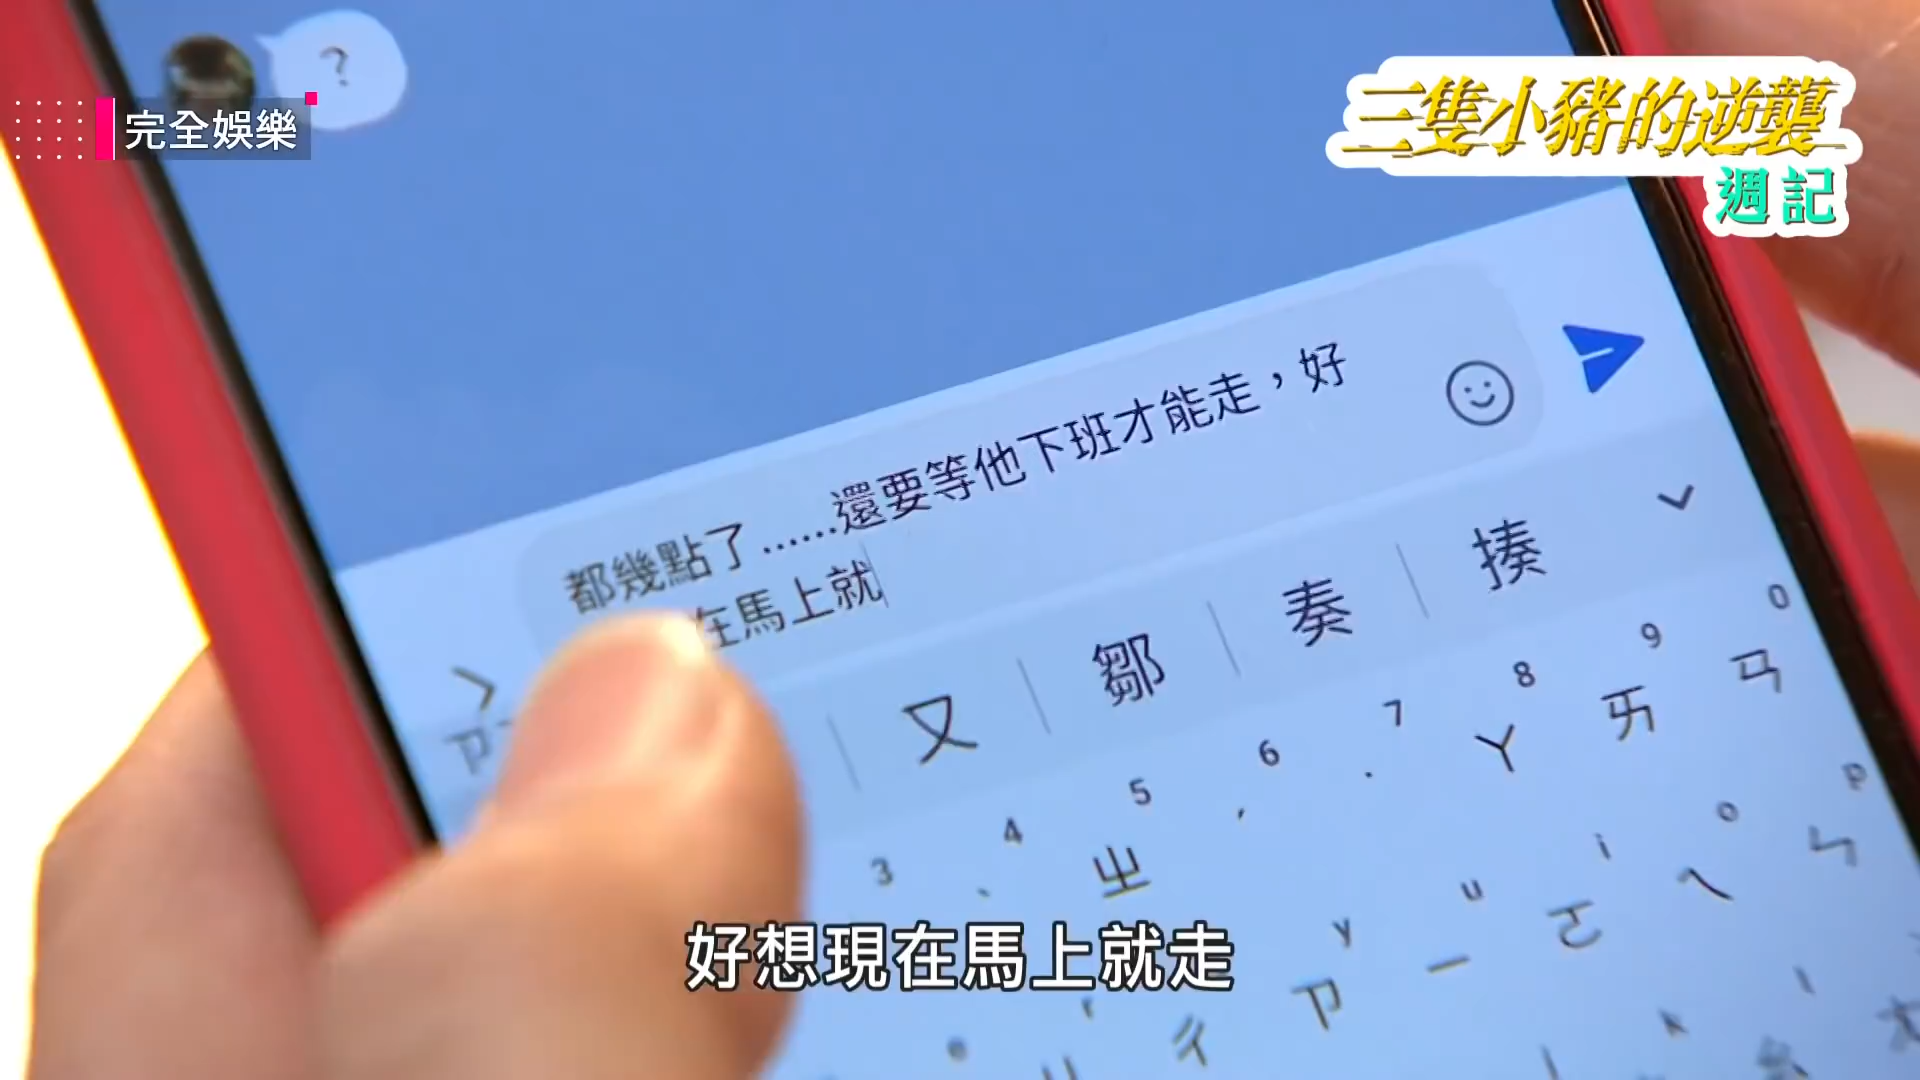 ?
完全娛樂
三隻小豬的逆襲
週記
都幾點了......還要等他下班才能走，好
在馬上就
又 鄒 奏 揍
3 4 5 6 7 8 9 0
ˋ ㄓ ˊ ˙ ㄚ ㄞ ㄢ
e r y u i o p
ㄔ ㄗ ㄧ ㄛ ㄟ ㄣ
好想現在馬上就走